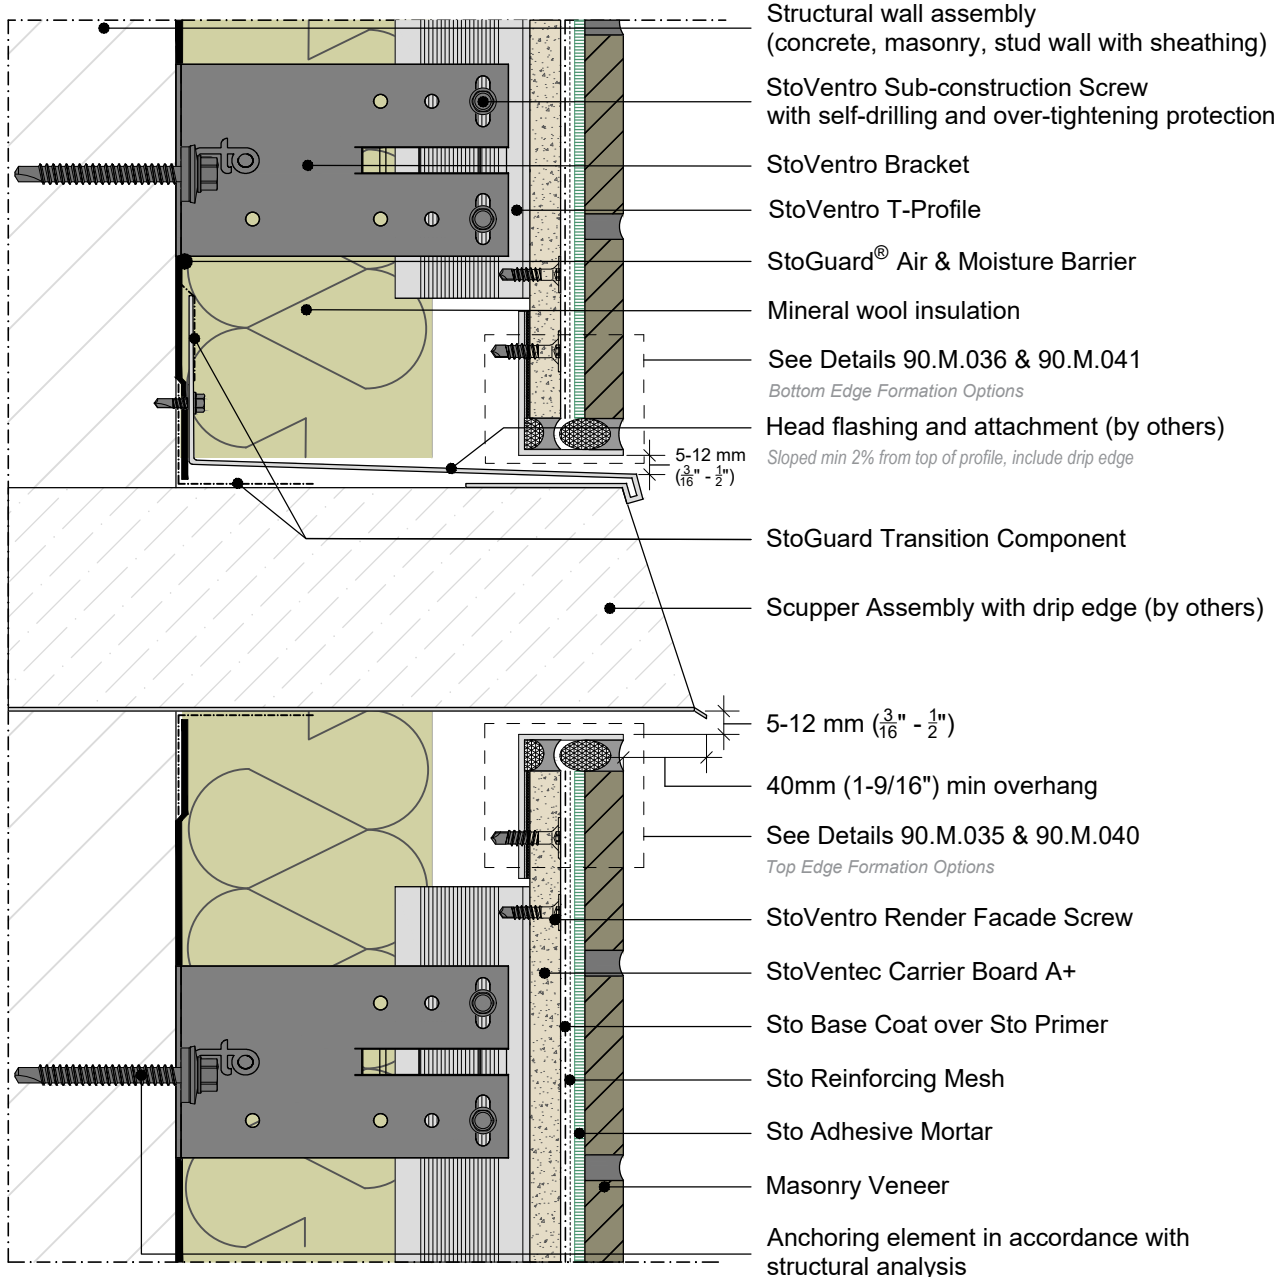 Structural wall assembly
(concrete, masonry, stud wall with sheathing)
StoVentro Sub-construction Screw
with self-drilling and over-tightening protection
StoVentro Bracket
StoVentro T-Profile
StoGuard® Air & Moisture Barrier
Mineral wool insulation
See Details 90.M.036 & 90.M.041
Bottom Edge Formation Options
Head flashing and attachment (by others)
Sloped min 2% from top of profile, include drip edge
5-12 mm
(3/16" - 1/2")
StoGuard Transition Component
Scupper Assembly with drip edge (by others)
5-12 mm (3/16" - 1/2")
40mm (1-9/16") min overhang
See Details 90.M.035 & 90.M.040
Top Edge Formation Options
StoVentro Render Facade Screw
StoVentec Carrier Board A+
Sto Base Coat over Sto Primer
Sto Reinforcing Mesh
Sto Adhesive Mortar
Masonry Veneer
Anchoring element in accordance with
structural analysis